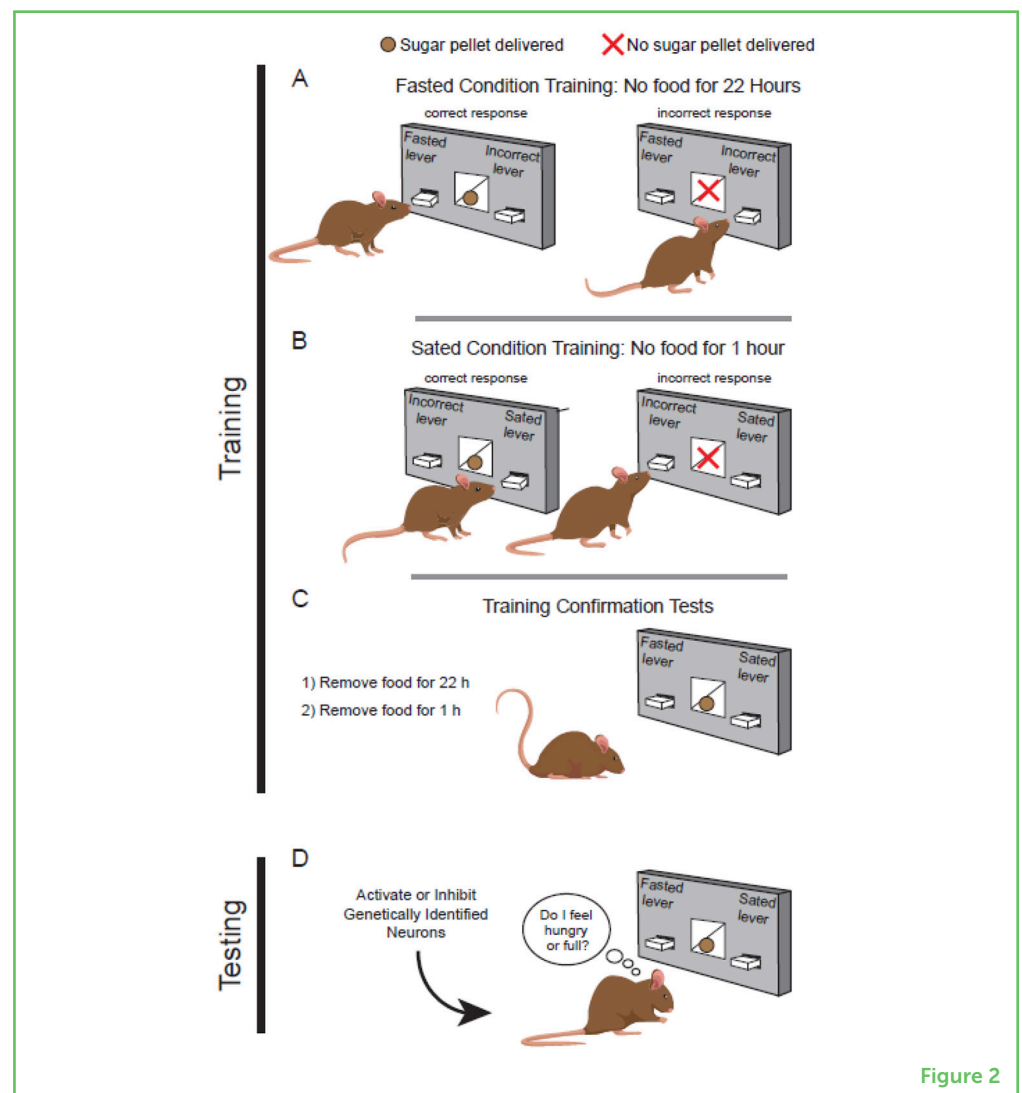 Sugar pellet delivered
No sugar pellet delivered
Training
A
Fasted Condition Training: No food for 22 Hours
correct response
Fasted
lever
Incorrect
lever
incorrect response
Fasted
lever
Incorrect
lever
B
Sated Condition Training: No food for 1 hour
correct response
Incorrect
lever
Sated
lever
incorrect response
Incorrect
lever
Sated
lever
C
Training Confirmation Tests
1) Remove food for 22 h
2) Remove food for 1 h
Fasted
lever
Sated
lever
Testing
D
Activate or Inhibit
Genetically Identified
Neurons
Do I feel
hungry
or full?
Fasted
lever
Sated
lever
Figure 2